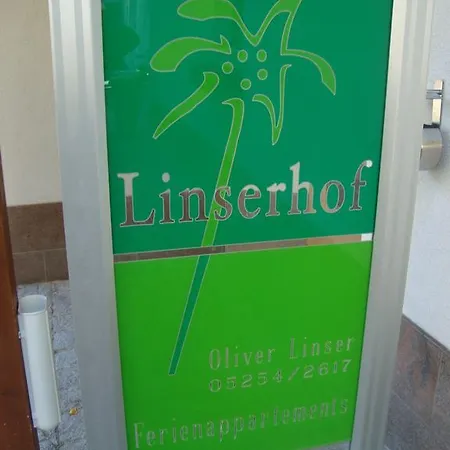 Linserhof
Oliver Linser
05254/2617
Ferienappartements